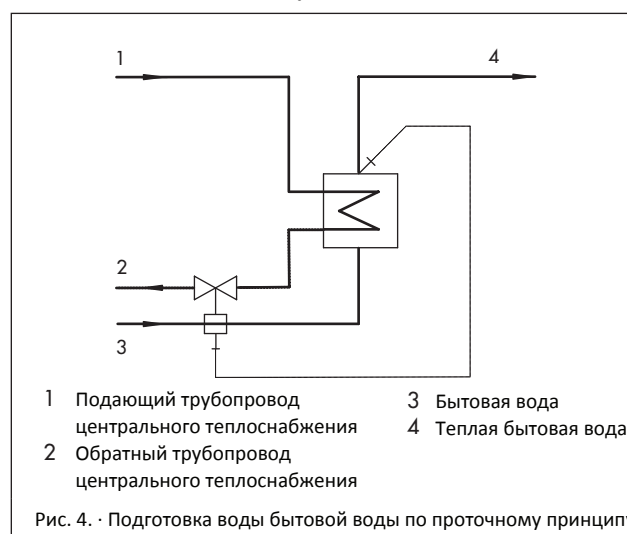 1
4
2
3
1 Подающий трубопровод
центрального теплоснабжения
2 Обратный трубопровод
центрального теплоснабжения
3 Бытовая вода
4 Теплая бытовая вода
Рис. 4. · Подготовка воды бытовой воды по проточному принципу